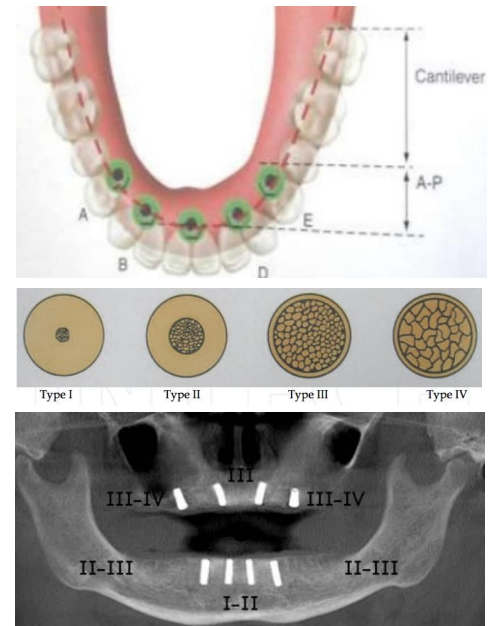 Cantilever
A-P
A
E
B
D
Type I Type II Type III Type IV
III
III-IV III-IV
II-III II-III
I-II